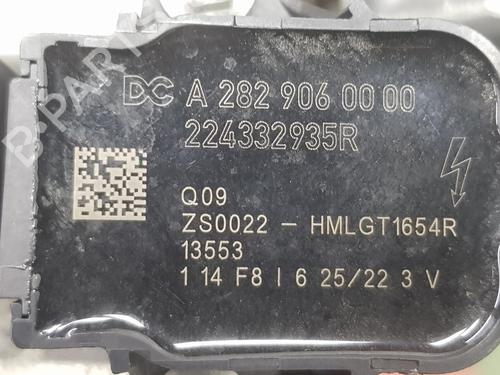 DC A 282 906 00 00
224332935R
Q09
ZS0022 - HMLGT1654R
13553
1 14 F8 I 6 25/22 3 V